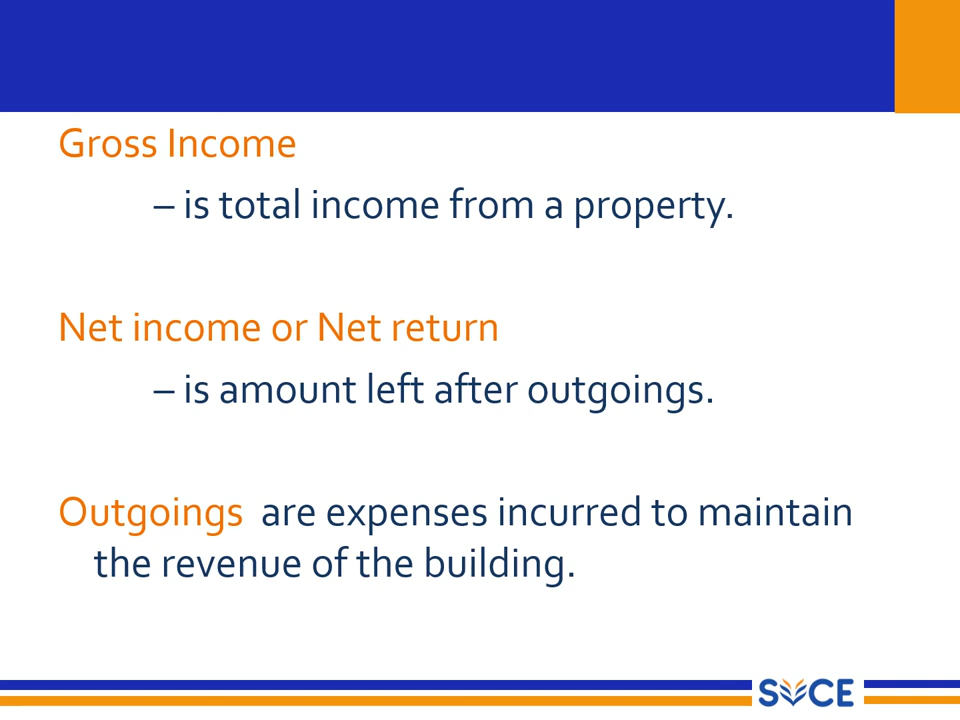 Gross Income
– is total income from a property.
Net income or Net return
– is amount left after outgoings.
Outgoings are expenses incurred to maintain
the revenue of the building.
SVCE